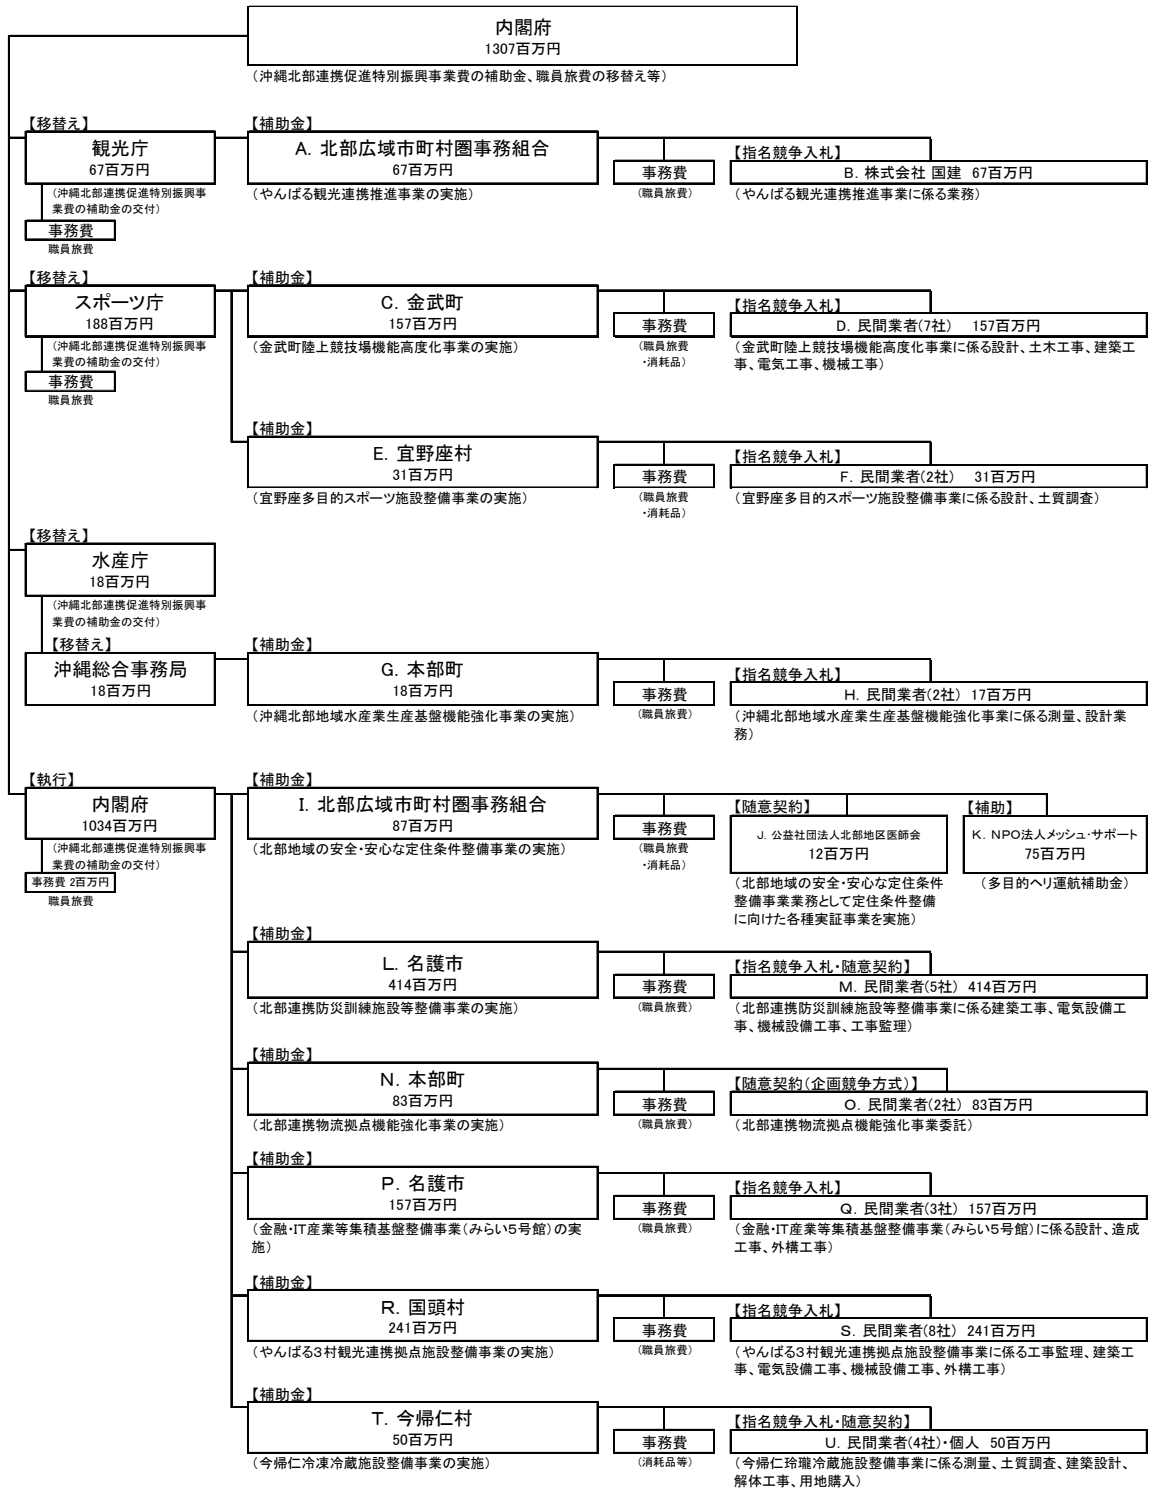 内閣府
1307百万円
(沖縄北部連携促進特別振興事業費の補助金、職員旅費の移替え等)
【移替え】
観光庁
67百万円
(沖縄北部連携促進特別振興事
業費の補助金の交付)
事務費
職員旅費
【補助金】
A. 北部広域市町村圏事務組合
67百万円
(やんばる観光連携推進事業の実施)
事務費
(職員旅費)
【指名競争入札】
B. 株式会社 国建 67百万円
(やんばる観光連携推進事業に係る業務)
【移替え】
スポーツ庁
188百万円
(沖縄北部連携促進特別振興事
業費の補助金の交付)
事務費
職員旅費
【補助金】
C. 金武町
157百万円
(金武町陸上競技場機能高度化事業の実施)
事務費
(職員旅費
・消耗品)
【指名競争入札】
D. 民間業者(7社) 157百万円
(金武町陸上競技場機能高度化事業に係る設計、土木工事、建築工
事、電気工事、機械工事)
【補助金】
E. 宜野座村
31百万円
(宜野座多目的スポーツ施設整備事業の実施)
事務費
(職員旅費
・消耗品)
【指名競争入札】
F. 民間業者(2社) 31百万円
(宜野座多目的スポーツ施設整備事業に係る設計、土質調査)
【移替え】
水産庁
18百万円
(沖縄北部連携促進特別振興事
業費の補助金の交付)
【移替え】
沖縄総合事務局
18百万円
【補助金】
G. 本部町
18百万円
(沖縄北部地域水産業生産基盤機能強化事業の実施)
事務費
(職員旅費)
【指名競争入札】
H. 民間業者(2社) 17百万円
(沖縄北部地域水産業生産基盤機能強化事業に係る測量、設計業
務)
【執行】
内閣府
1034百万円
(沖縄北部連携促進特別振興事
業費の補助金の交付)
事務費 2百万円
職員旅費
【補助金】
I. 北部広域市町村圏事務組合
87百万円
(北部地域の安全・安心な定住条件整備事業の実施)
事務費
(職員旅費
・消耗品)
【随意契約】
J. 公益社団法人北部地区医師会
12百万円
(北部地域の安全・安心な定住条件
整備事業業務として定住条件整備
に向けた各種実証事業を実施)
【補助】
K. NPO法人メッシュ・サポート
75百万円
(多目的ヘリ運航補助金)
【補助金】
L. 名護市
414百万円
(北部連携防災訓練施設等整備事業の実施)
事務費
(職員旅費)
【指名競争入札・随意契約】
M. 民間業者(5社) 414百万円
(北部連携防災訓練施設等整備事業に係る建築工事、電気設備工
事、機械設備工事、工事監理)
【補助金】
N. 本部町
83百万円
(北部連携物流拠点機能強化事業の実施)
事務費
(職員旅費)
【随意契約(企画競争方式)】
O. 民間業者(2社) 83百万円
(北部連携物流拠点機能強化事業委託)
【補助金】
P. 名護市
157百万円
(金融・IT産業等集積基盤整備事業(みらい5号館)の実
施)
事務費
(職員旅費)
【指名競争入札】
Q. 民間業者(3社) 157百万円
(金融・IT産業等集積基盤整備事業(みらい5号館)に係る設計、造成
工事、外構工事)
【補助金】
R. 国頭村
241百万円
(やんばる3村観光連携拠点施設整備事業の実施)
事務費
(職員旅費)
【指名競争入札】
S. 民間業者(8社) 241百万円
(やんばる3村観光連携拠点施設整備事業に係る工事監理、建築工
事、電気設備工事、機械設備工事、外構工事)
【補助金】
T. 今帰仁村
50百万円
(今帰仁冷凍冷蔵施設整備事業の実施)
事務費
(消耗品等)
【指名競争入札・随意契約】
U. 民間業者(4社)・個人 50百万円
(今帰仁玲瓏冷蔵施設整備事業に係る測量、土質調査、建築設計、
解体工事、用地購入)